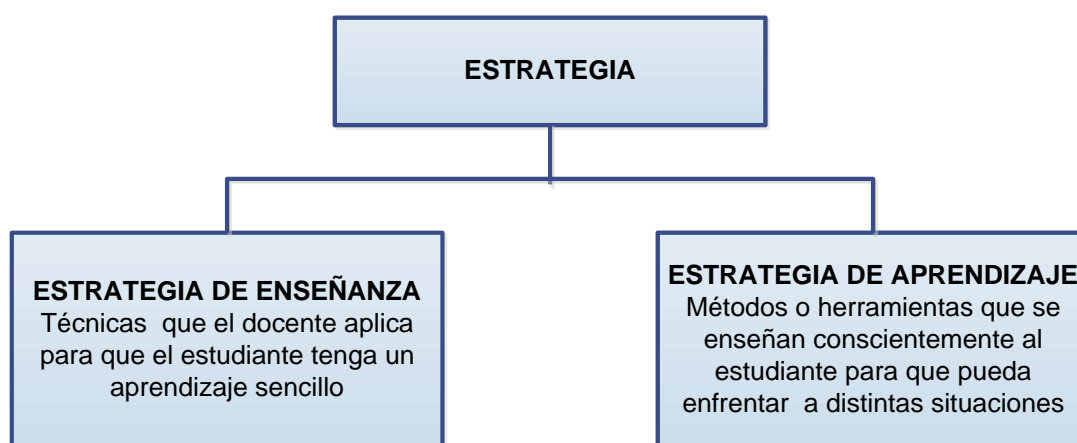 ESTRATEGIA
ESTRATEGIA DE ENSEÑANZA
Técnicas que el docente aplica
para que el estudiante tenga un
aprendizaje sencillo
ESTRATEGIA DE APRENDIZAJE
Métodos o herramientas que se
enseñan conscientemente al
estudiante para que pueda
enfrentar a distintas situaciones